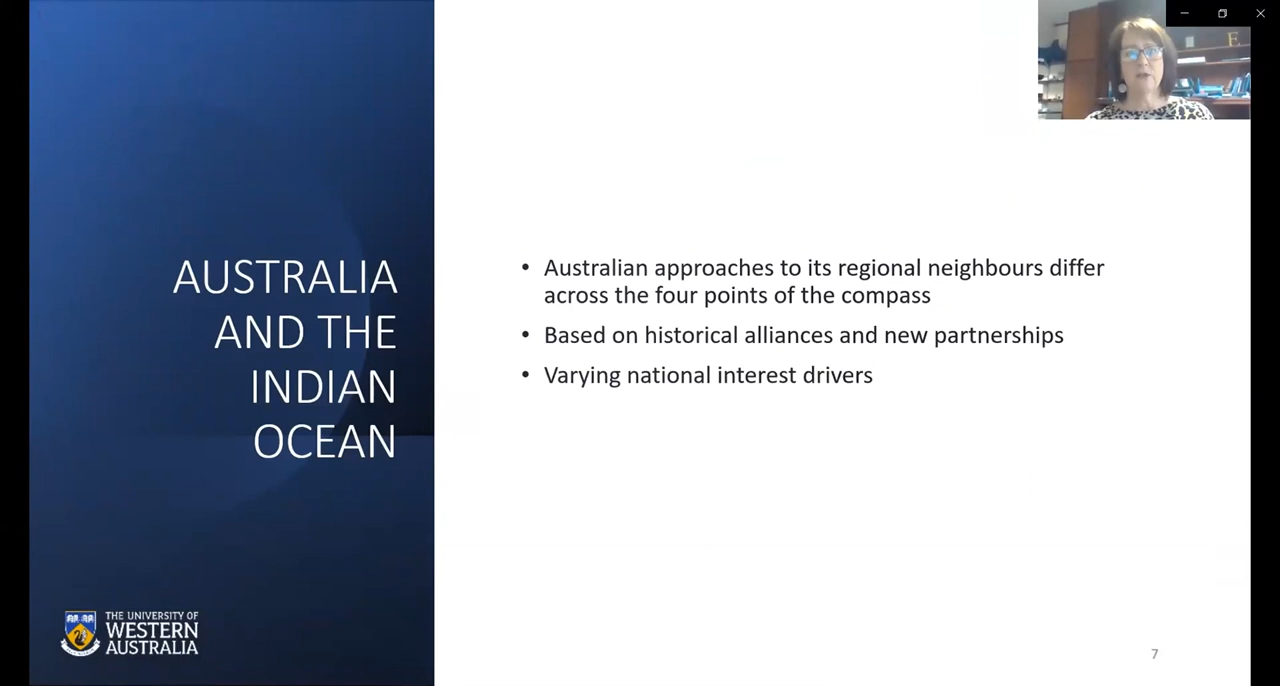 AUSTRALIA
AND THE
INDIAN
OCEAN
• Australian approaches to its regional neighbours differ
across the four points of the compass
• Based on historical alliances and new partnerships
• Varying national interest drivers
THE UNIVERSITY OF
WESTERN
AUSTRALIA
7
E